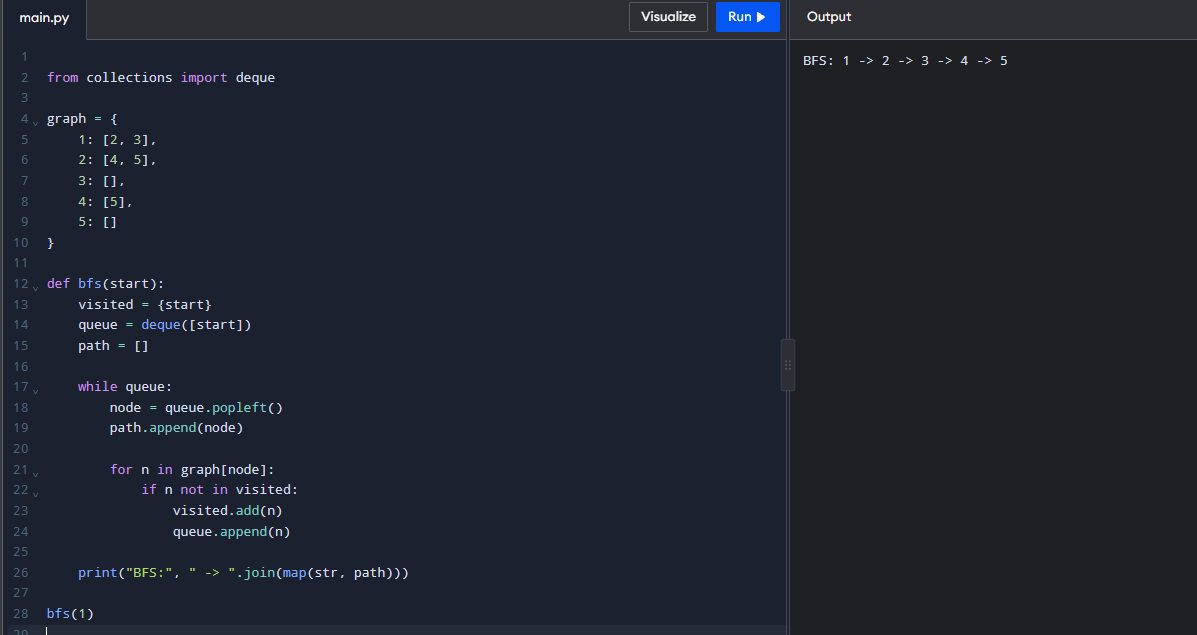 main.py
Visualize
Run
Output
1
2 from collections import deque
3
4 graph = {
5     1: [2, 3],
6     2: [4, 5],
7     3: [],
8     4: [5],
9     5: []
10 }
11
12 def bfs(start):
13     visited = {start}
14     queue = deque([start])
15     path = []
16
17     while queue:
18         node = queue.popleft()
19         path.append(node)
20
21         for n in graph[node]:
22             if n not in visited:
23                 visited.add(n)
24                 queue.append(n)
25
26     print("BFS:", " -> ".join(map(str, path)))
27
28 bfs(1)
29
BFS: 1 -> 2 -> 3 -> 4 -> 5